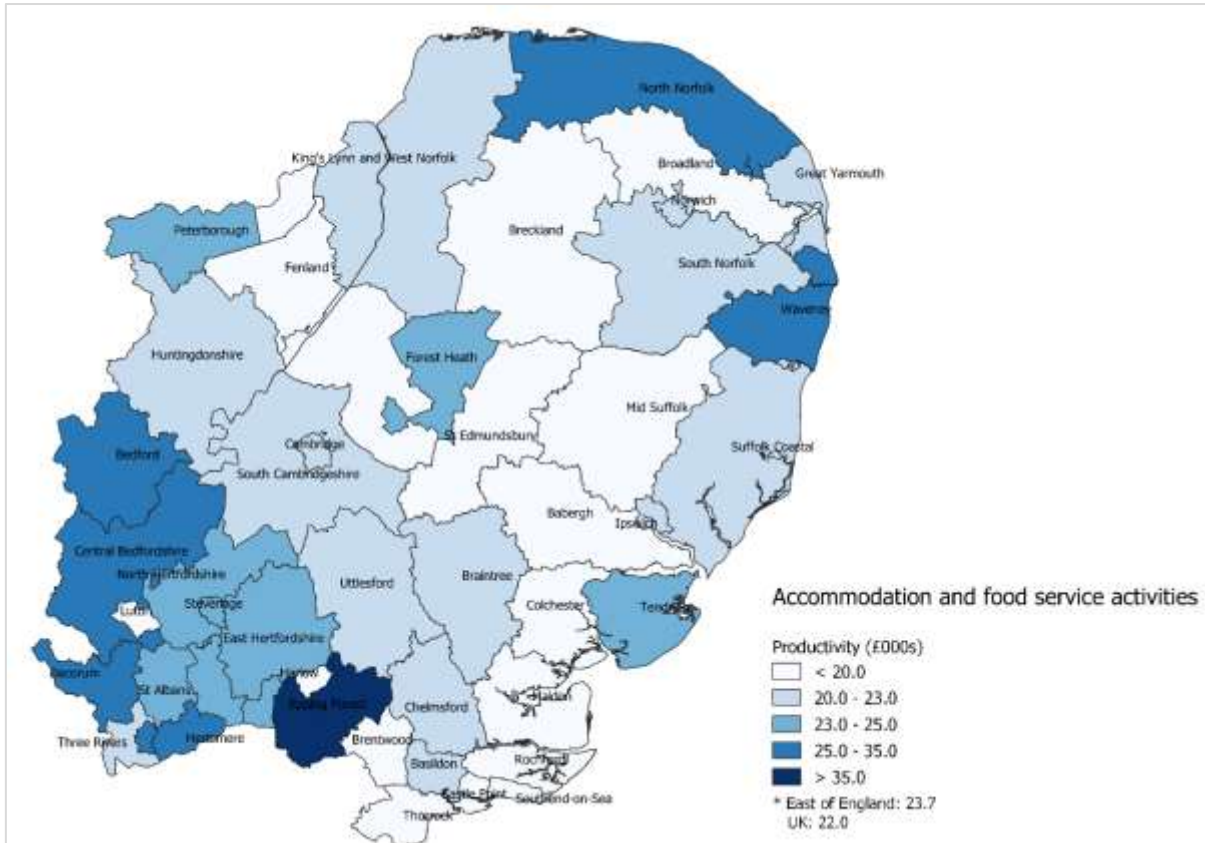 North Norfolk
King's Lynn and West Norfolk
Broadland
Great Yarmouth
Norwich
Peterborough
Breckland
Fenland
South Norfolk
Waveney
Huntingdonshire
Forest Heath
Mid Suffolk
St Edmundsbury
Cambridge
Suffolk Coastal
Bedford
South Cambridgeshire
Babergh
Ipswich
Central Bedfordshire
North Hertfordshire
Uttlesford
Braintree
Stevenage
Luton
Colchester
Tendring
East Hertfordshire
Dacorum
Harlow
St Albans
Epping Forest
Maldon
Chelmsford
Three Rivers
Hertsmere
Brentwood
Basildon
Rochford
Castle Point
Southend-on-Sea
Thurrock
Accommodation and food service activities
Productivity (£000s)
< 20.0
20.0 - 23.0
23.0 - 25.0
25.0 - 35.0
> 35.0
* East of England: 23.7
UK: 22.0